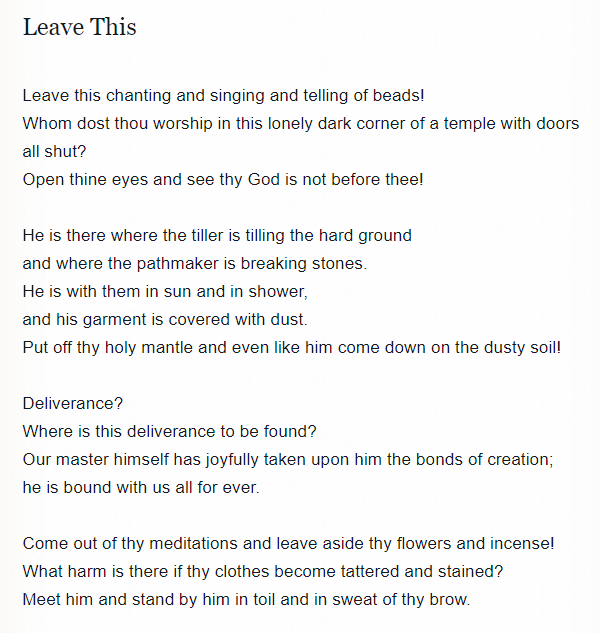 Leave This
Leave this chanting and singing and telling of beads!
Whom dost thou worship in this lonely dark corner of a temple with doors
all shut?
Open thine eyes and see thy God is not before thee!
He is there where the tiller is tilling the hard ground
and where the pathmaker is breaking stones.
He is with them in sun and in shower,
and his garment is covered with dust.
Put off thy holy mantle and even like him come down on the dusty soil!
Deliverance?
Where is this deliverance to be found?
Our master himself has joyfully taken upon him the bonds of creation;
he is bound with us all for ever.
Come out of thy meditations and leave aside thy flowers and incense!
What harm is there if thy clothes become tattered and stained?
Meet him and stand by him in toil and in sweat of thy brow.